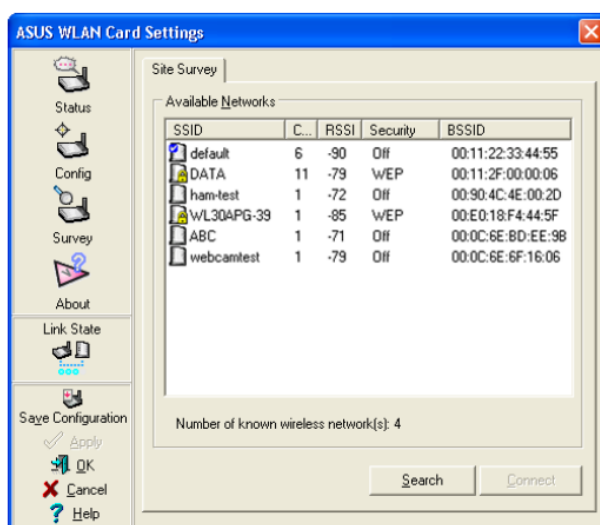 ASUS WLAN Card Settings
Status
Config
Survey
About
Link State
Save Configuration
Apply
OK
Cancel
Help
Site Survey
Available Networks
SSID C... RSSI Security BSSID
default 6 -90 Off 00:11:22:33:44:55
DATA 11 -79 WEP 00:11:2F:00:00:06
ham-test 1 -72 Off 00:90:4C:4E:00:2D
WL30APG-39 1 -85 WEP 00:E0:18:F4:44:5F
ABC 1 -71 Off 00:0C:6E:BD:EE:9B
webcamtest 1 -79 Off 00:0C:6E:6F:16:06
Number of known wireless network(s): 4
Search Connect